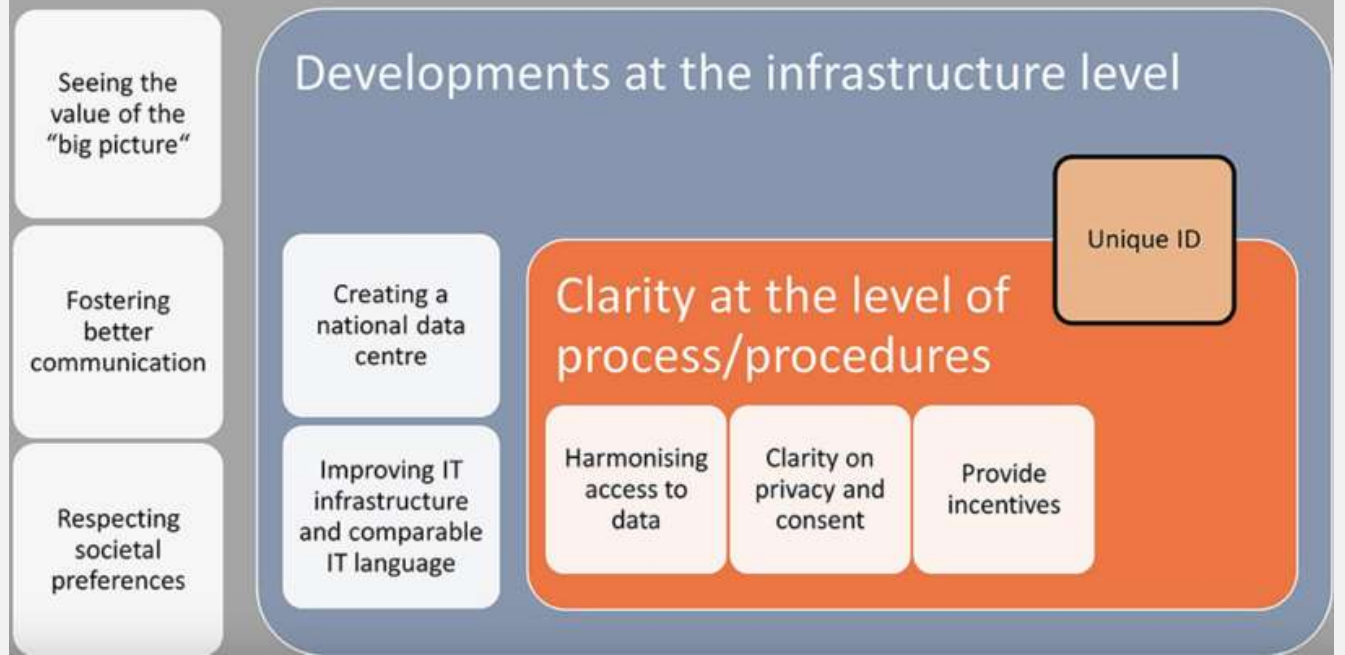 Seeing the
value of the
“big picture“
Fostering
better
communication
Respecting
societal
preferences
Developments at the infrastructure level
Creating a
national data
centre
Improving IT
infrastructure
and comparable
IT language
Unique ID
Clarity at the level of
process/procedures
Harmonising
access to
data
Clarity on
privacy and
consent
Provide
incentives